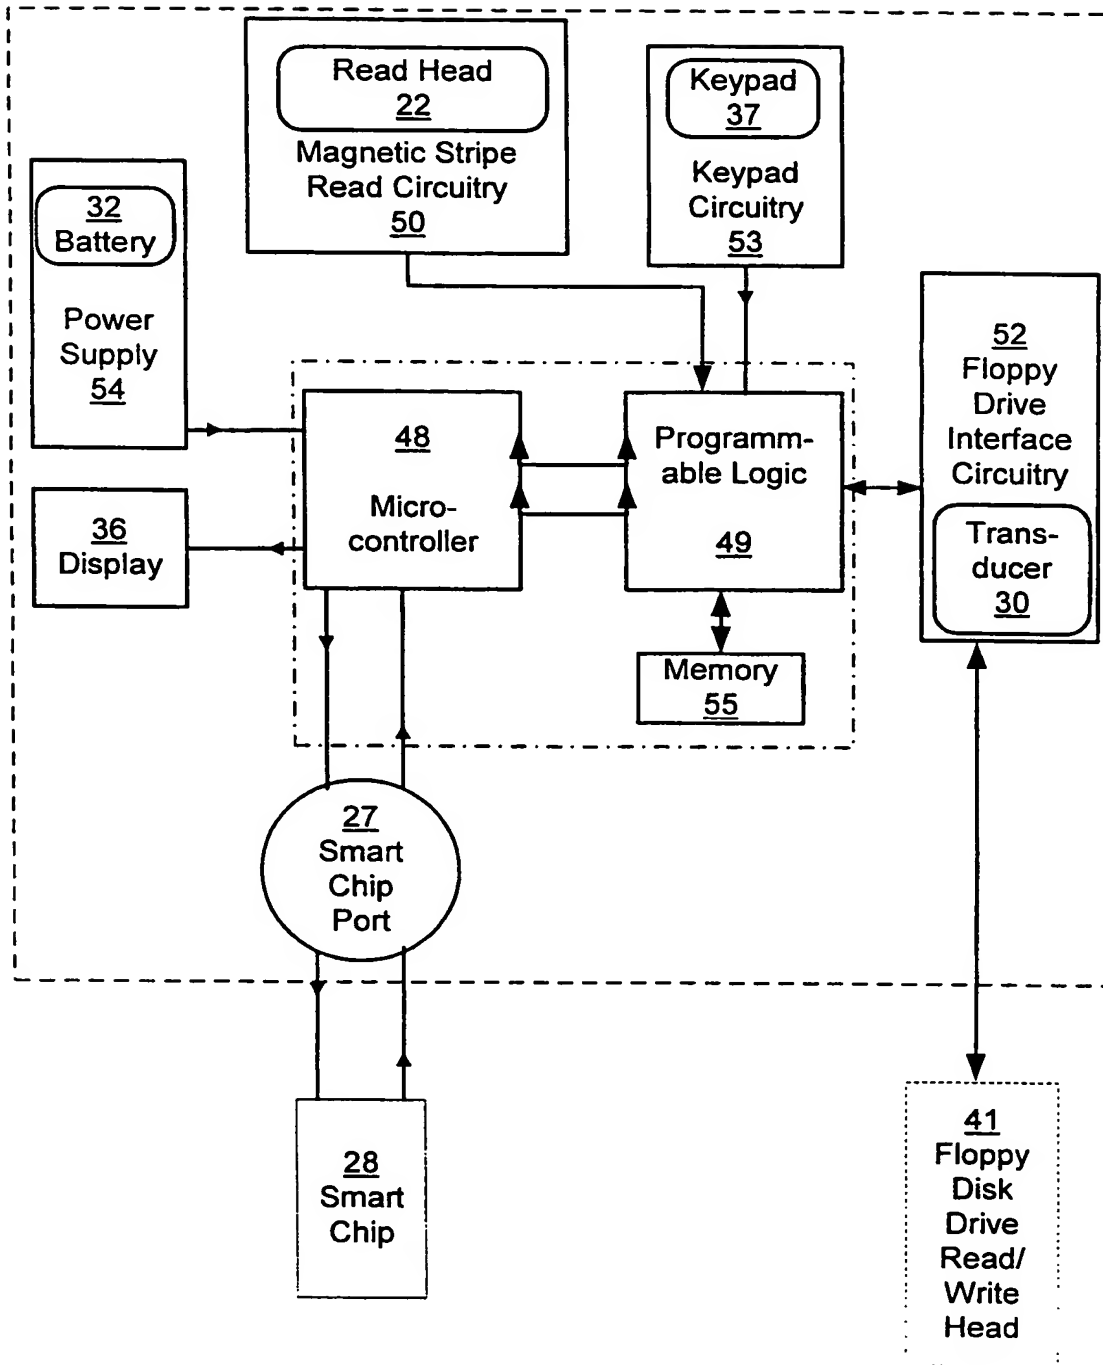 Read Head
22
Magnetic Stripe
Read Circuitry
50
Keypad
37
Keypad
Circuitry
53
32
Battery
Power
Supply
54
36
Display
48
Micro-
controller
Programm-
able Logic
49
Memory
55
52
Floppy
Drive
Interface
Circuitry
Trans-
ducer
30
27
Smart
Chip
Port
28
Smart
Chip
41
Floppy
Disk
Drive
Read/
Write
Head